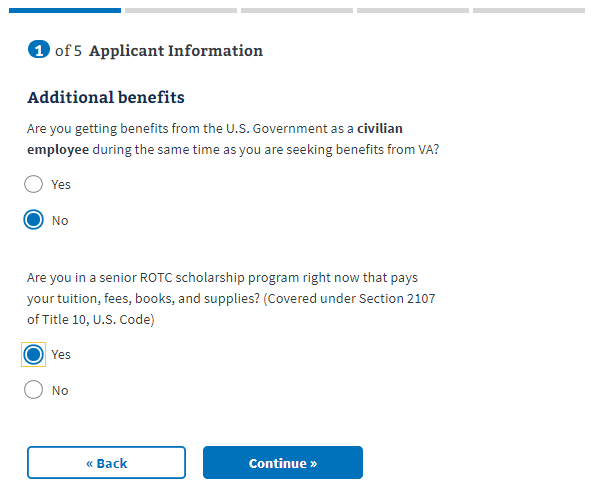 1 of 5 Applicant Information
Additional benefits
Are you getting benefits from the U.S. Government as a civilian
employee during the same time as you are seeking benefits from VA?
Yes
No
Are you in a senior ROTC scholarship program right now that pays
your tuition, fees, books, and supplies? (Covered under Section 2107
of Title 10, U.S. Code)
Yes
No
« Back
Continue »